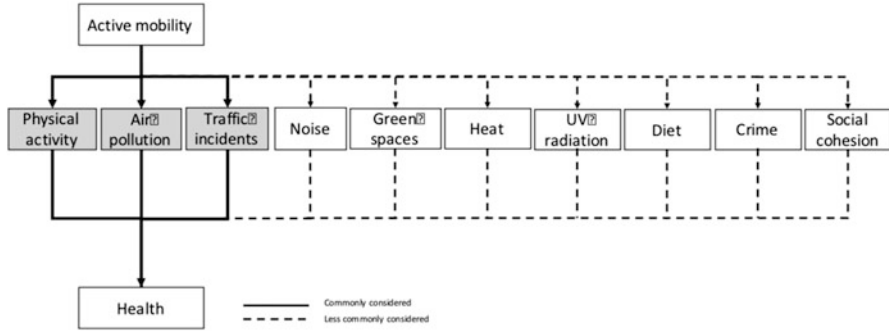 Active mobility
Physical
activity
Air
pollution
Traffic
incidents
Noise
Green
spaces
Heat
UV
radiation
Diet
Crime
Social
cohesion
Health
Commonly considered
Less commonly considered